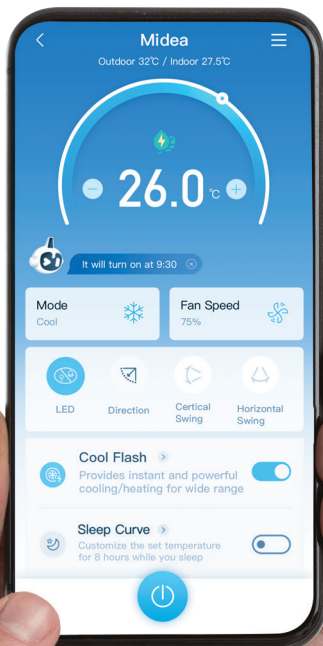 Midea
Outdoor 32℃ / Indoor 27.5℃
26.0 ℃
It will turn on at 9:30
Mode
Cool
Fan Speed
75%
LED
Direction
Certical
Swing
Horizontal
Swing
Cool Flash
Provides instant and powerful
cooling/heating for wide range
Sleep Curve
Customize the set temperature
for 8 hours while you sleep